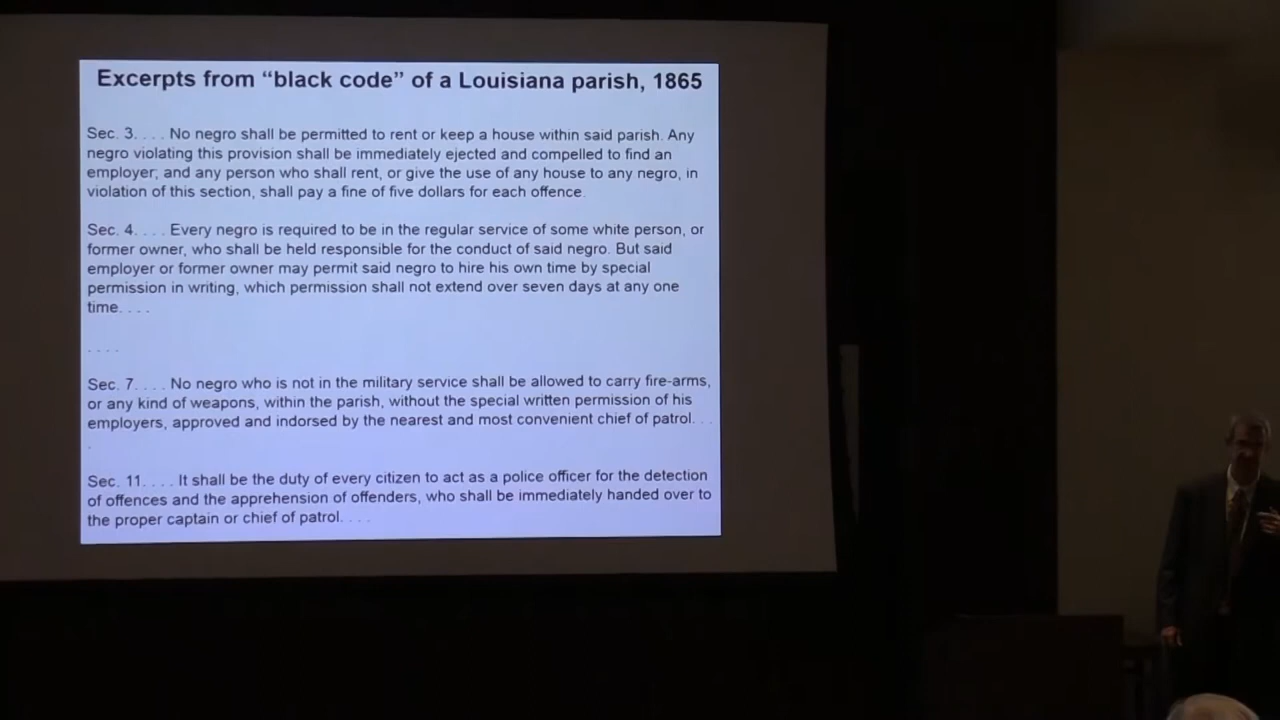 Excerpts from “black code” of a Louisiana parish, 1865
Sec. 3. . . . No negro shall be permitted to rent or keep a house within said parish. Any
negro violating this provision shall be immediately ejected and compelled to find an
employer; and any person who shall rent, or give the use of any house to any negro, in
violation of this section, shall pay a fine of five dollars for each offence.
Sec. 4. . . . Every negro is required to be in the regular service of some white person, or
former owner, who shall be held responsible for the conduct of said negro. But said
employer or former owner may permit said negro to hire his own time by special
permission in writing, which permission shall not extend over seven days at any one
time. . . .
. . . .
Sec. 7. . . . No negro who is not in the military service shall be allowed to carry fire-arms,
or any kind of weapons, within the parish, without the special written permission of his
employers, approved and indorsed by the nearest and most convenient chief of patrol. . .
.
Sec. 11. . . . It shall be the duty of every citizen to act as a police officer for the detection
of offences and the apprehension of offenders, who shall be immediately handed over to
the proper captain or chief of patrol. . . .